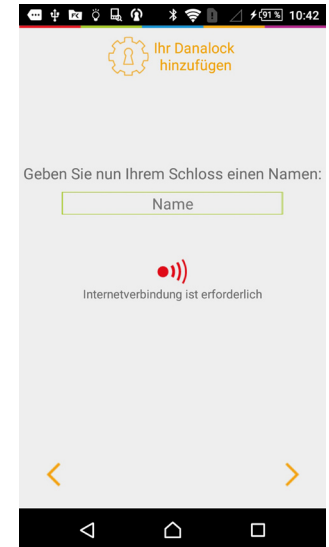 91% 10:42
Ihr Danalock
hinzufügen
Geben Sie nun Ihrem Schloss einen Namen:
Name
Internetverbindung ist erforderlich